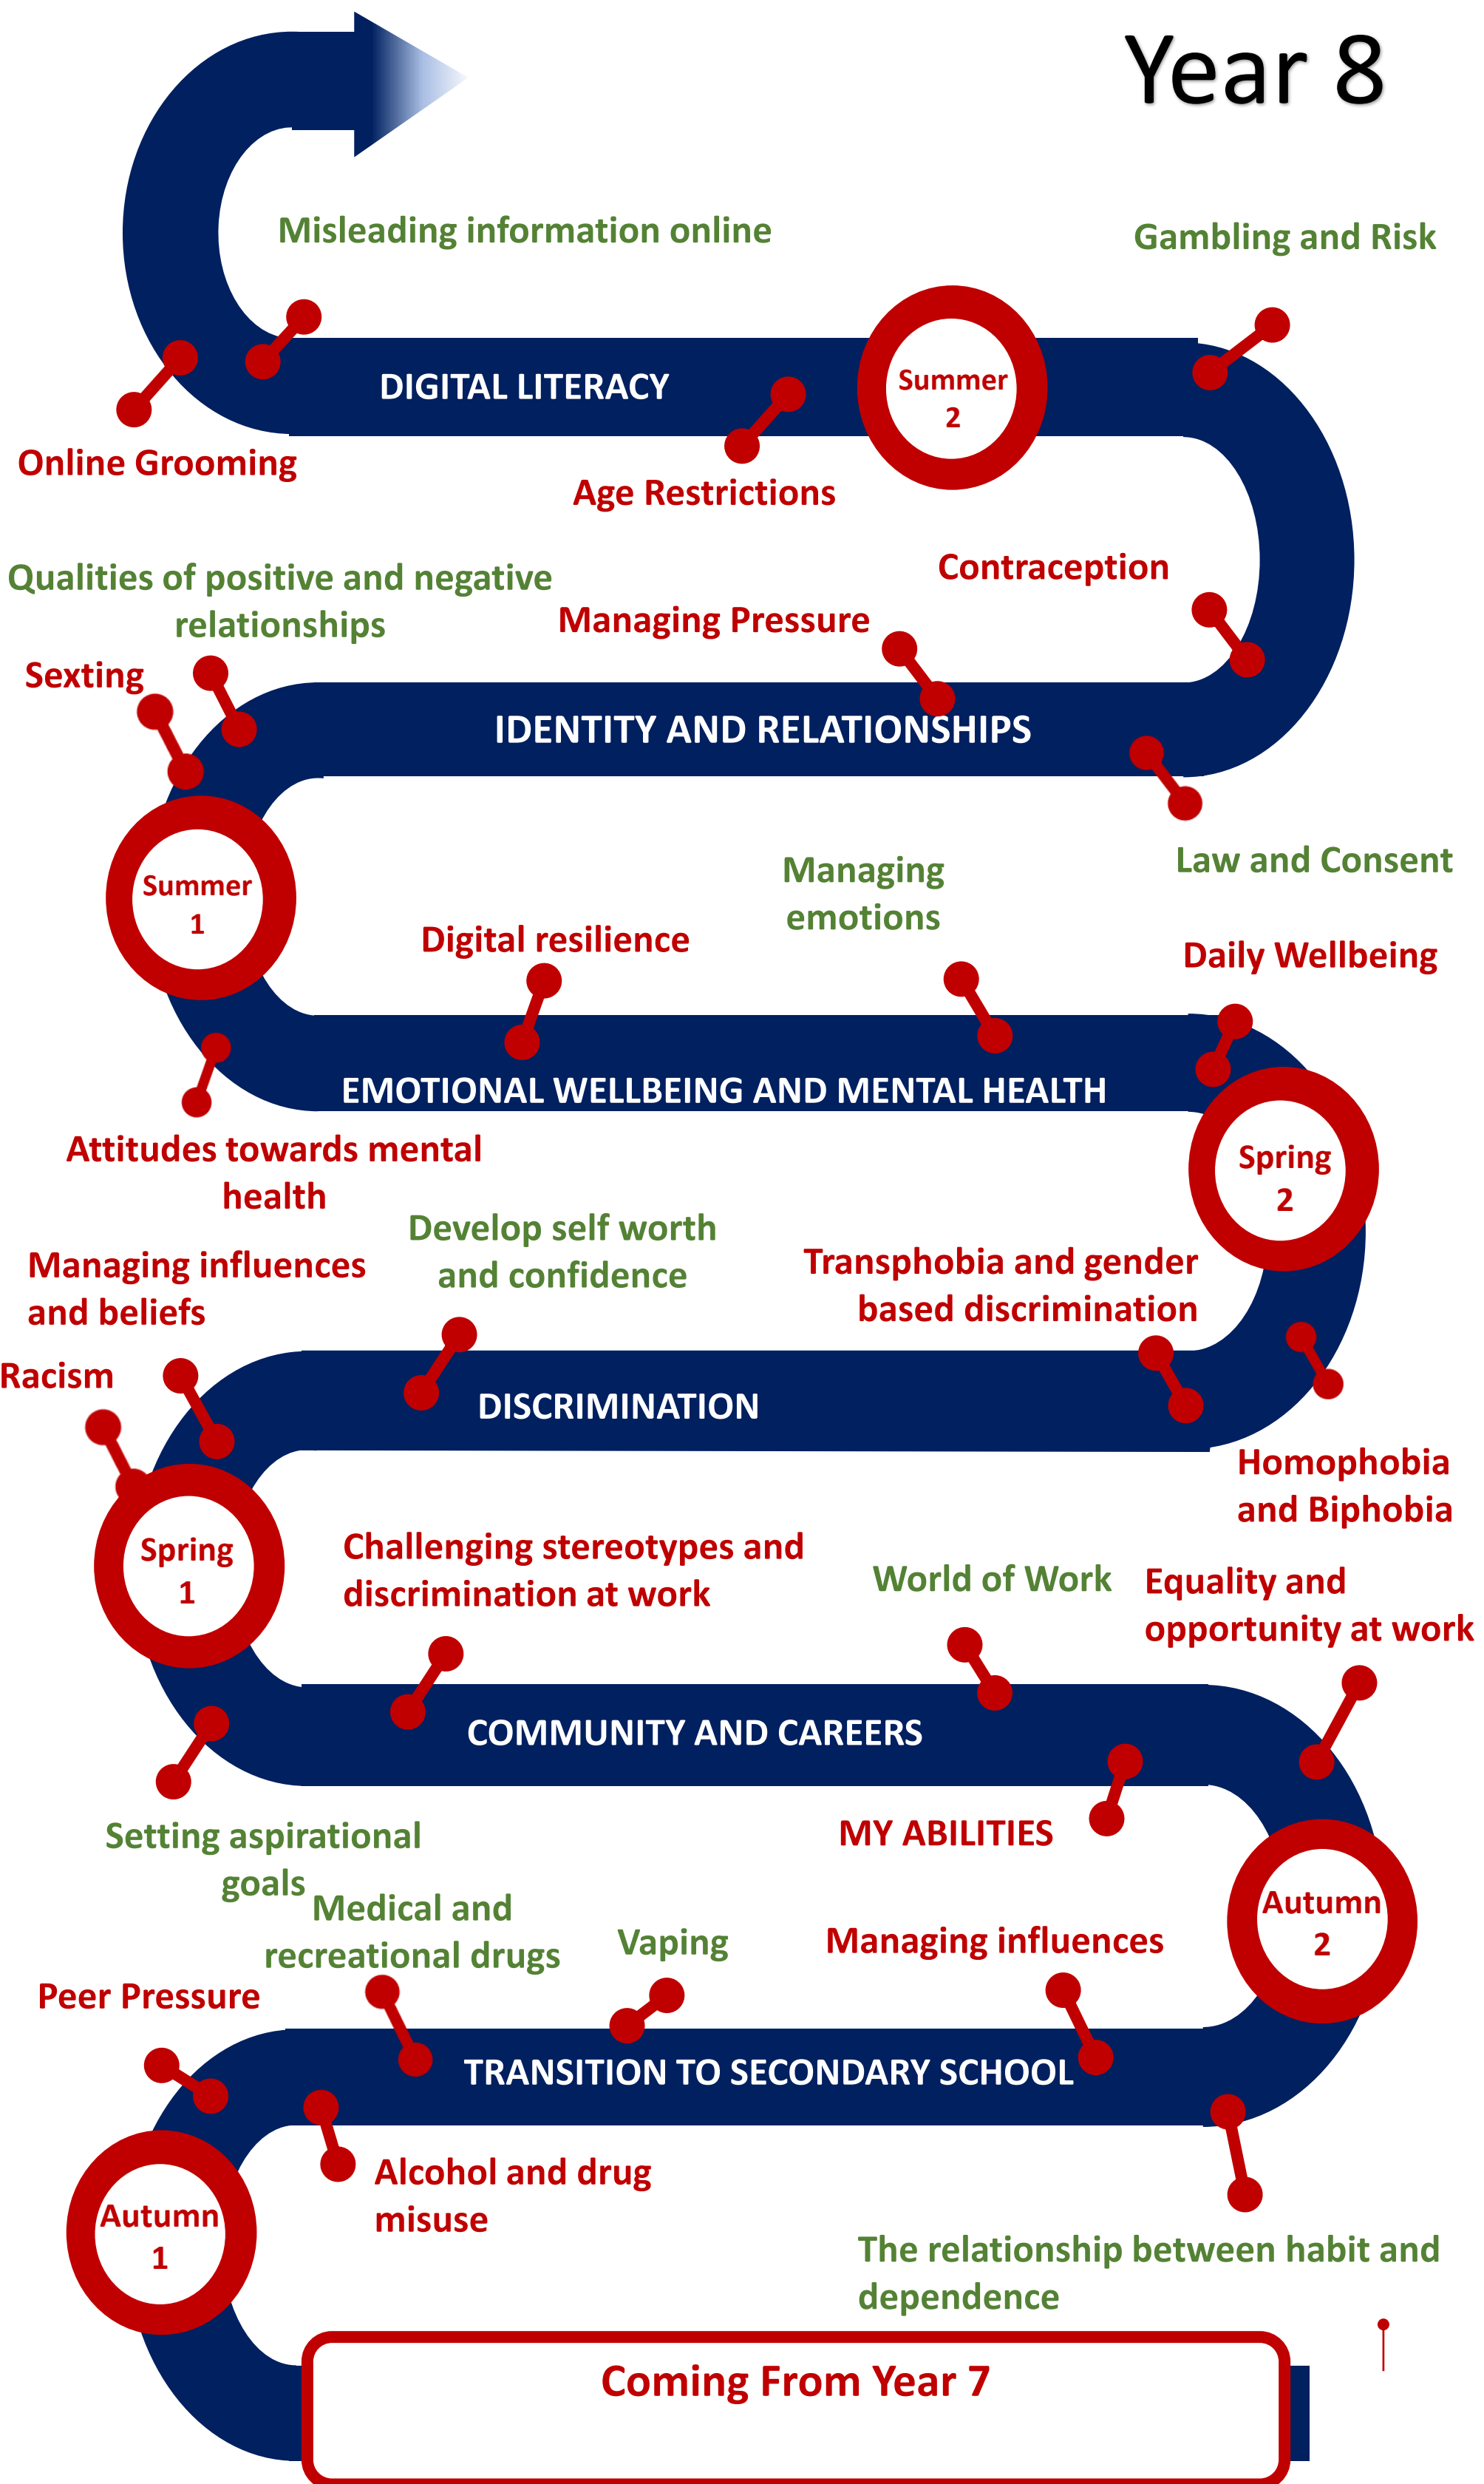 Year 8
Misleading information online
Gambling and Risk
DIGITAL LITERACY
Summer
2
Online Grooming
Age Restrictions
Qualities of positive and negative
relationships
Contraception
Managing Pressure
Sexting
IDENTITY AND RELATIONSHIPS
Summer
1
Managing
emotions
Law and Consent
Digital resilience
Daily Wellbeing
EMOTIONAL WELLBEING AND MENTAL HEALTH
Attitudes towards mental
health
Spring
2
Develop self worth
and confidence
Managing influences
and beliefs
Transphobia and gender
based discrimination
Racism
DISCRIMINATION
Homophobia
and Biphobia
Spring
1
Challenging stereotypes and
discrimination at work
World of Work
Equality and
opportunity at work
COMMUNITY AND CAREERS
Setting aspirational
goals
MY ABILITIES
Autumn
2
Medical and
recreational drugs
Vaping
Managing influences
Peer Pressure
TRANSITION TO SECONDARY SCHOOL
Alcohol and drug
misuse
Autumn
1
The relationship between habit and
dependence
Coming From Year 7